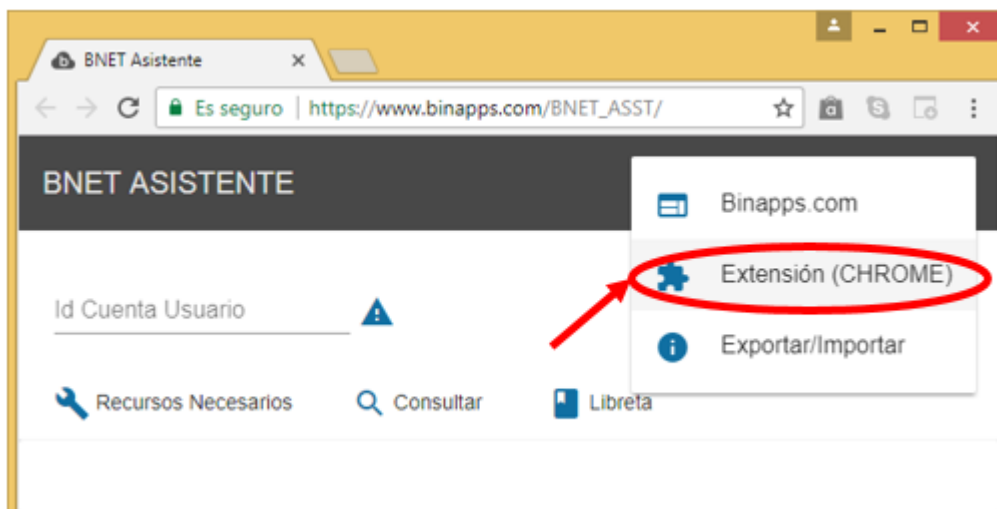 BNET Asistente
Es seguro | https://www.binapps.com/BNET_ASST/
BNET ASISTENTE
Binapps.com
Extensión (CHROME)
Id Cuenta Usuario
Exportar/Importar
Recursos Necesarios Consultar Libreta